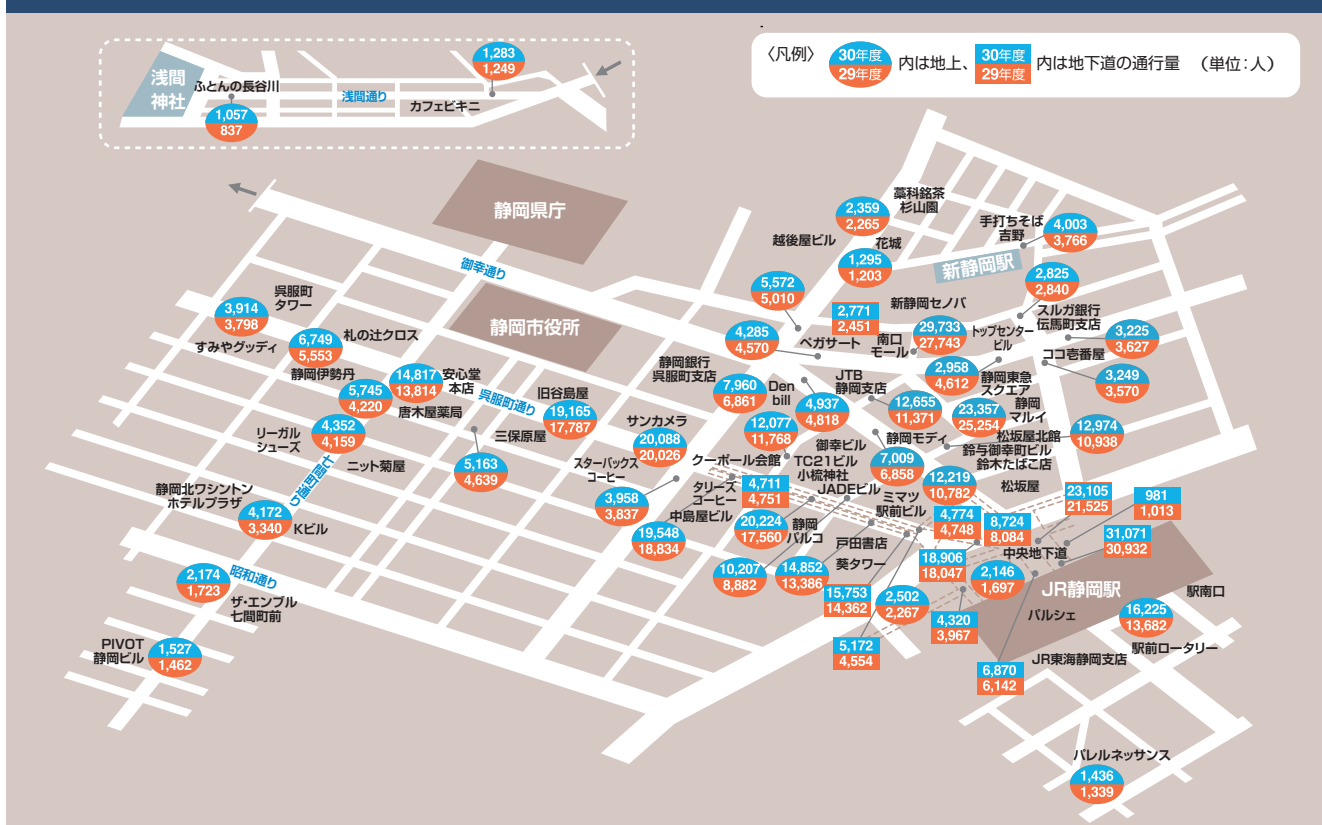 〈凡例〉
30年度
29年度
内は地上、
30年度
29年度
内は地下道の通行量
(単位:人)
浅間
神社
ふとんの長谷川
1,057
837
浅間通り
カフェビキニ
1,283
1,249
静岡県庁
御幸通り
静岡市役所
藁科銘茶
杉山園
2,359
2,265
越後屋ビル
花城
1,295
1,203
手打ちそば
吉野
4,003
3,766
新静岡駅
2,825
2,840
スルガ銀行
伝馬町支店
5,572
5,010
2,771
2,451
新静岡セノバ
29,733
27,743
トップセンター
ビル
3,225
3,627
ココ壱番屋
3,249
3,570
4,285
4,570
ペガサート
南口
モール
2,958
4,612
静岡東急
スクエア
呉服町
タワー
3,914
3,798
すみやグッディ
6,749
5,553
札の辻クロス
静岡伊勢丹
14,817
13,814
安心堂
本店
5,745
4,220
唐木屋薬局
呉服町通り
旧谷島屋
19,165
17,787
4,352
4,159
リーガル
シューズ
三保原屋
ニット菊屋
5,163
4,639
七間町通り
静岡北ワシントン
ホテルプラザ
4,172
3,340
Kビル
静岡銀行
呉服町支店
7,960
6,861
Den
bill
4,937
4,818
JTB
静岡支店
12,655
11,371
23,357
25,254
静岡
マルイ
サンカメラ
20,088
20,026
12,077
11,768
御幸ビル
静岡モディ
松坂屋北館
12,974
10,938
鈴与御幸町ビル
鈴木たばこ店
スターバックス
コーヒー
3,958
3,837
クーポール会館
TC21ビル
小梳神社
7,009
6,858
12,219
10,782
松坂屋
タリーズ
コーヒー
4,711
4,751
JADEビル
ミマツ
駅前ビル
4,774
4,748
8,724
8,084
23,105
21,525
981
1,013
中島屋ビル
19,548
18,834
20,224
17,560
静岡
パルコ
戸田書店
葵タワー
中央地下道
31,071
30,932
18,906
18,047
10,207
8,882
14,852
13,386
15,753
14,362
2,502
2,267
2,146
1,697
JR静岡駅
駅南口
4,320
3,967
パルシェ
16,225
13,682
駅前ロータリー
5,172
4,554
6,870
6,142
JR東海静岡支店
2,174
1,723
昭和通り
ザ・エンブル
七間町前
PIVOT
静岡ビル
1,527
1,462
パレルネッサンス
1,436
1,339